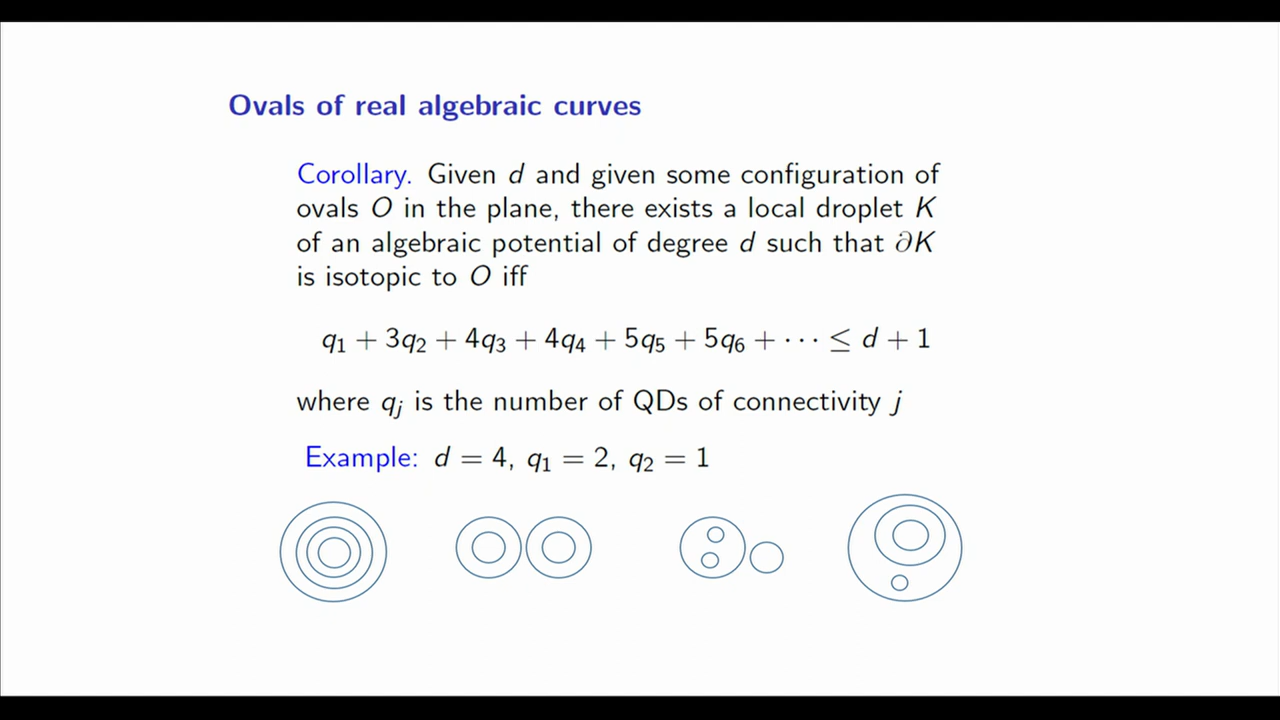 Ovals of real algebraic curves
Corollary. Given d and given some configuration of
ovals O in the plane, there exists a local droplet K
of an algebraic potential of degree d such that ∂K
is isotopic to O iff
q₁ + 3q₂ + 4q₃ + 4q₄ + 5q₅ + 5q₆ + ⋯ ≤ d + 1
where qⱼ is the number of QDs of connectivity j
Example: d = 4, q₁ = 2, q₂ = 1